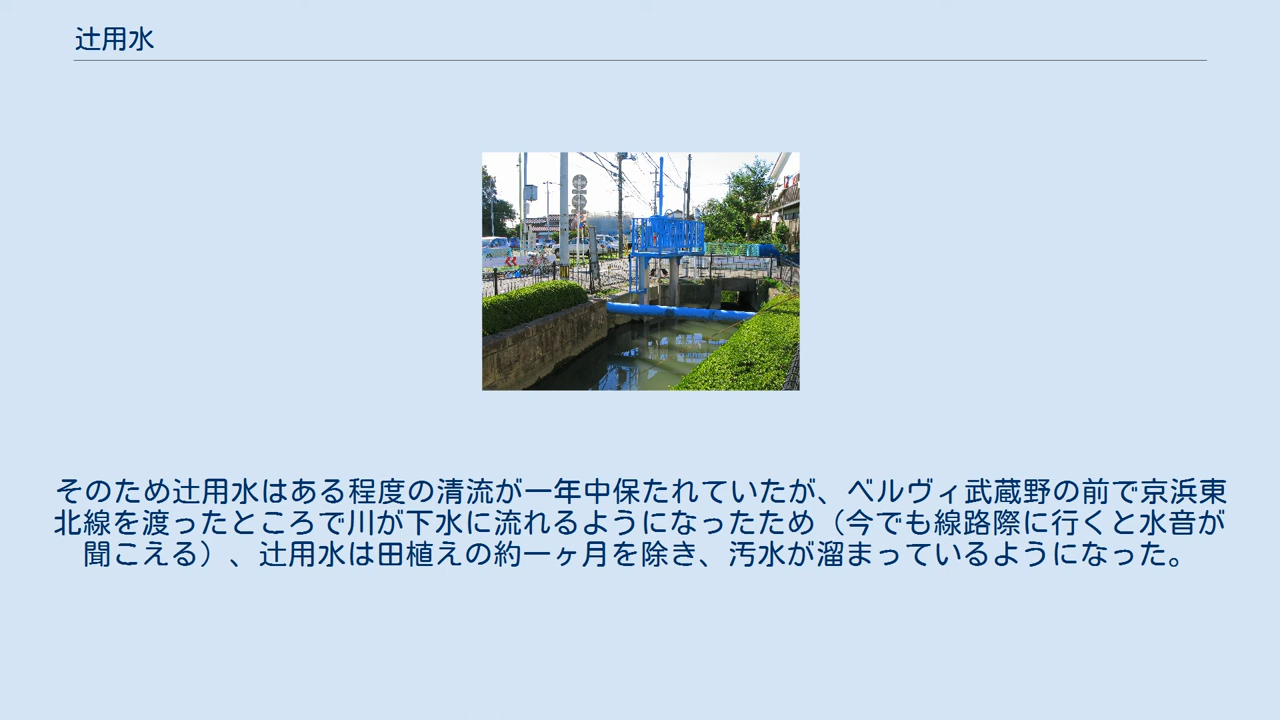 辻用水
そのため辻用水はある程度の清流が一年中保たれていたが、ベルヴィ武蔵野の前で京浜東
北線を渡ったところで川が下水に流れるようになったため（今でも線路際に行くと水音が
聞こえる）、辻用水は田植えの約一ヶ月を除き、汚水が溜まっているようになった。